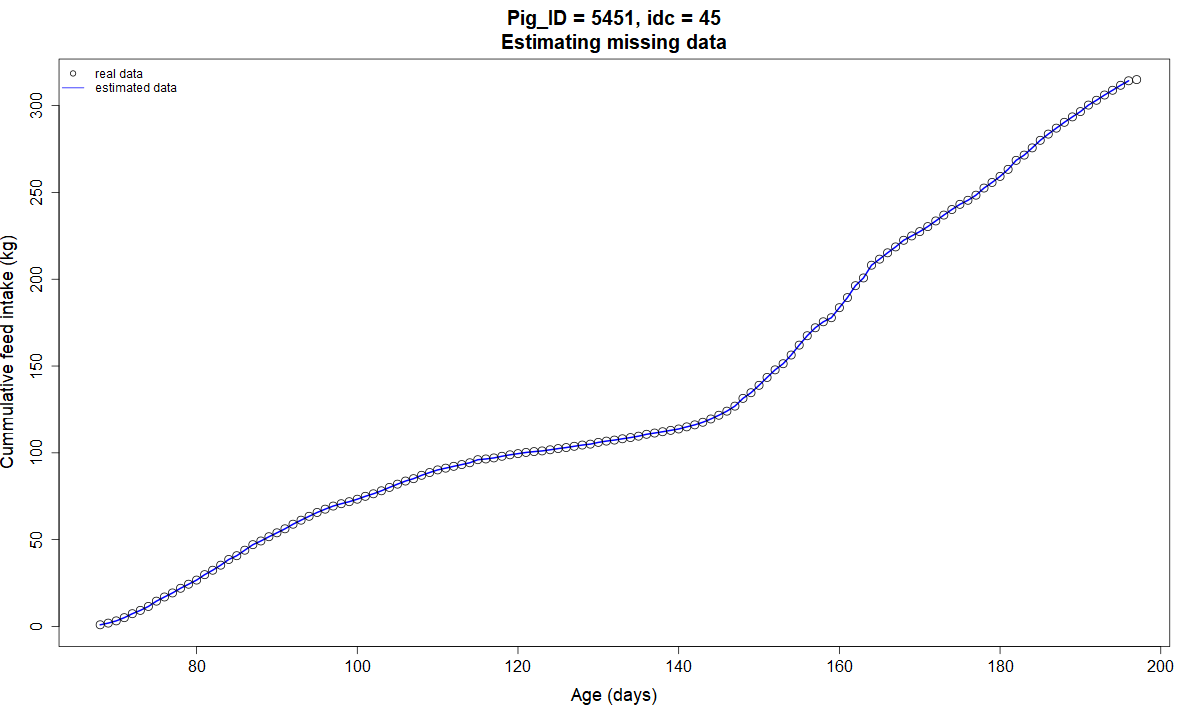 Pig_ID = 5451, idc = 45
Estimating missing data
real data
estimated data
Cummulative feed intake (kg)
300
250
200
150
100
50
0
80 100 120 140 160 180 200
Age (days)